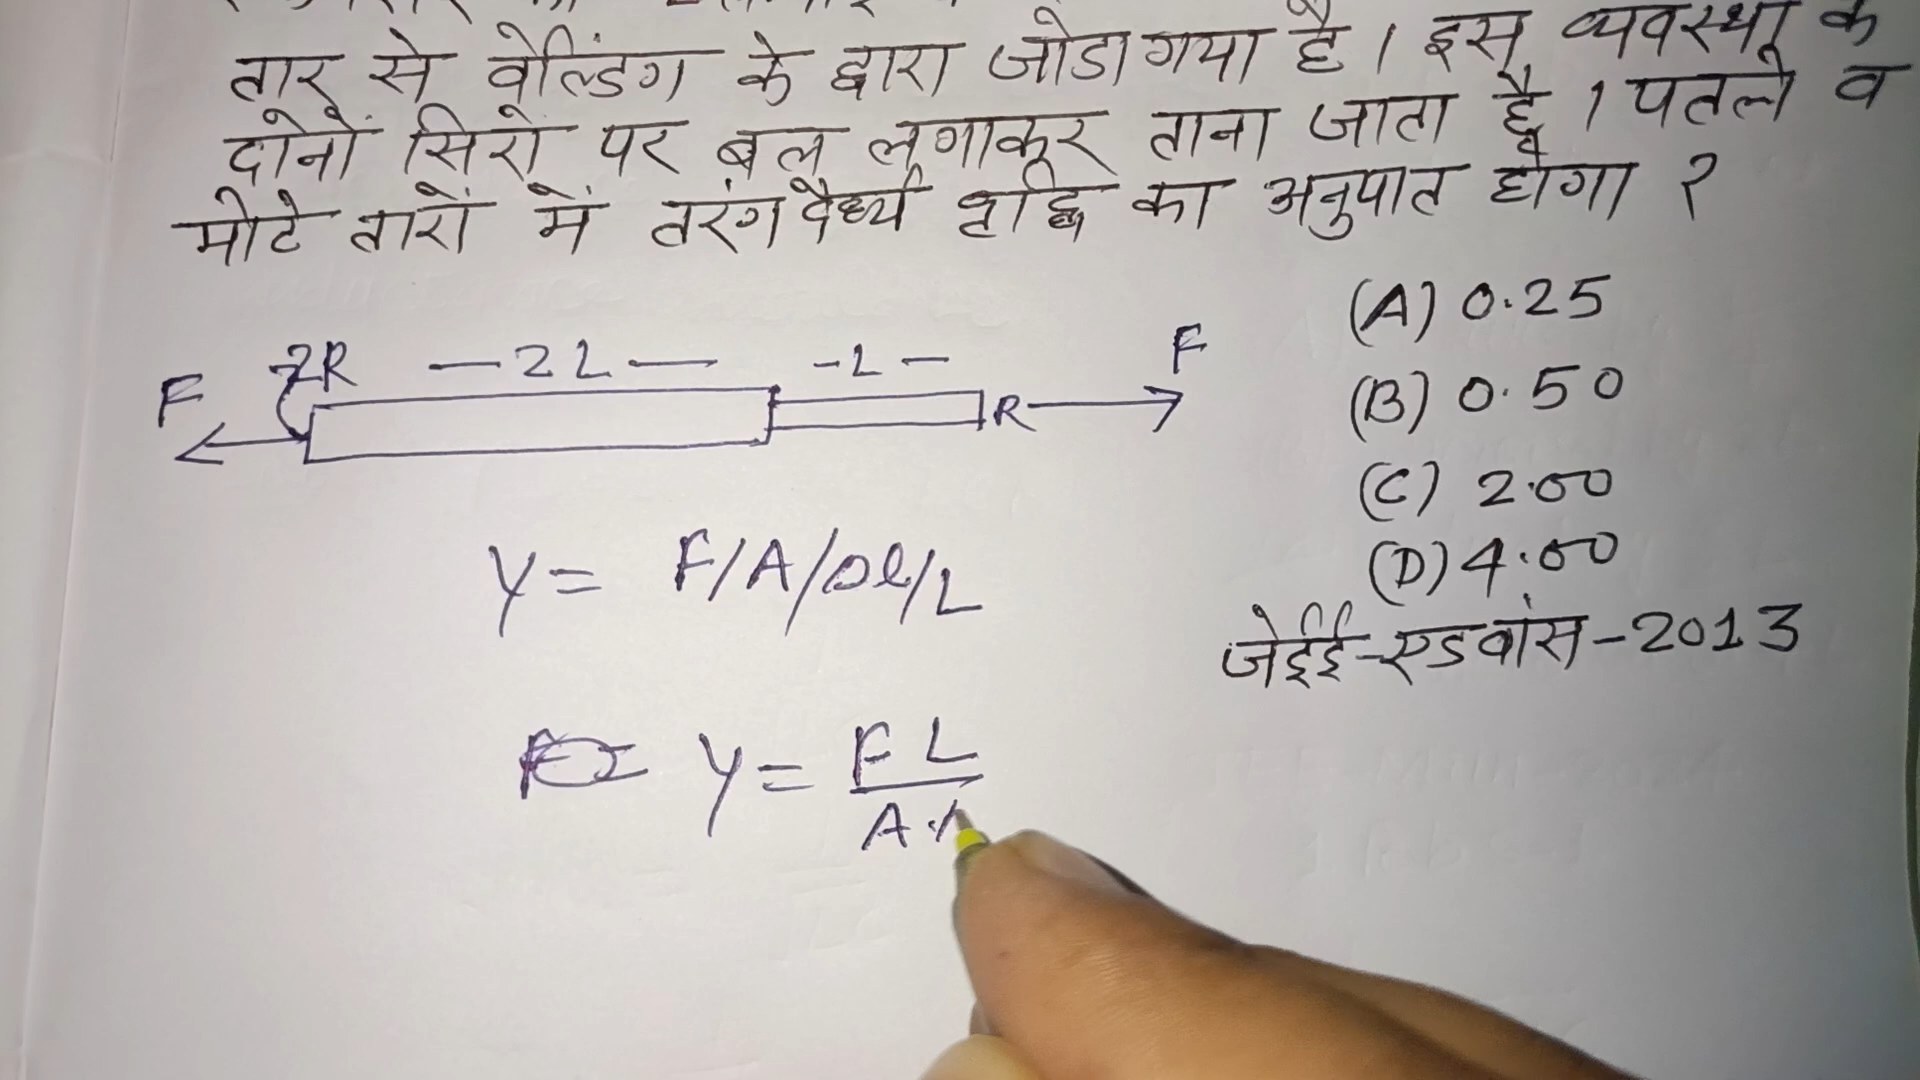 तार से वेल्डिंग के द्वारा जोडा गया है। इस व्यवस्था के
दोनों सिरों पर बल लगाकर ताना जाता है। पतले व
मोटे तारों में तरंगदैर्ध्य वृद्धि का अनुपात होगा ?
(A) 0.25
(B) 0.50
(C) 2.00
(D) 4.00
जेईई-एडवांस-2013
F 2R —2L— -L- F
R
Y = F/A/Δl/L
Y = FL
A.